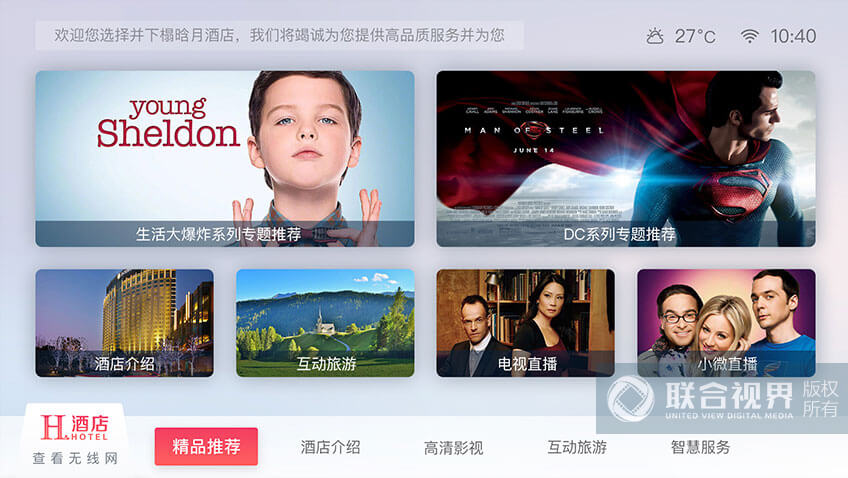 欢迎您选择并下榻晗月酒店，我们将竭诚为您提供高品质服务并为您
27°C
10:40
young
Sheldon
生活大爆炸系列专题推荐
MAN OF STEEL
JUNE 14
DC系列专题推荐
酒店介绍
互动旅游
电视直播
小微直播
联合视界
UNITED VIEW DIGITAL MEDIA
版权
所有
H&
酒店
HOTEL
查看无线网
精品推荐
酒店介绍
高清影视
互动旅游
智慧服务